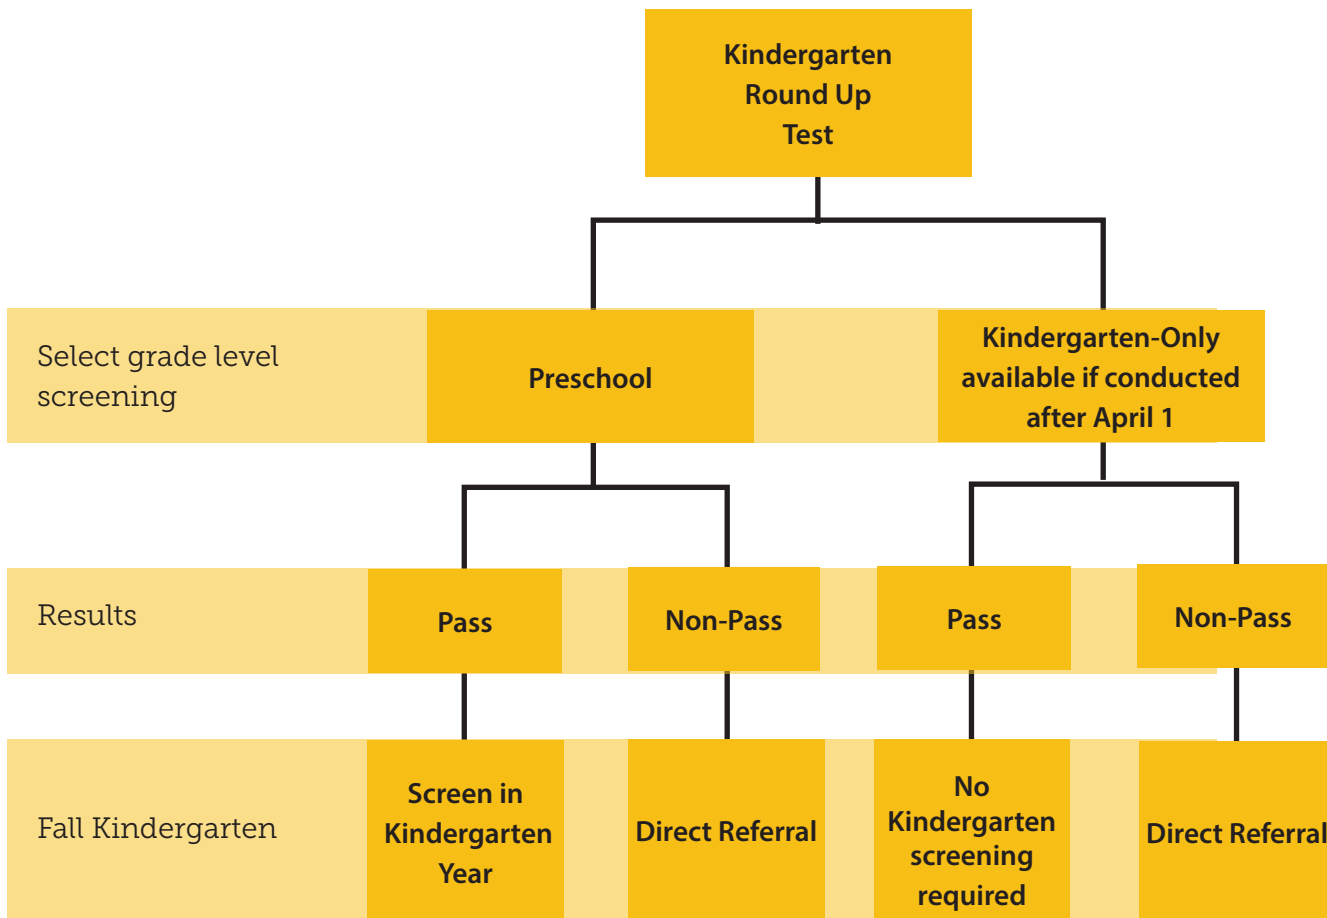 Kindergarten
Round Up
Test
Select grade level
screening
Preschool
Kindergarten-Only
available if conducted
after April 1
Results
Pass
Non-Pass
Pass
Non-Pass
Fall Kindergarten
Screen in
Kindergarten
Year
Direct Referral
No
Kindergarten
screening
required
Direct Referral